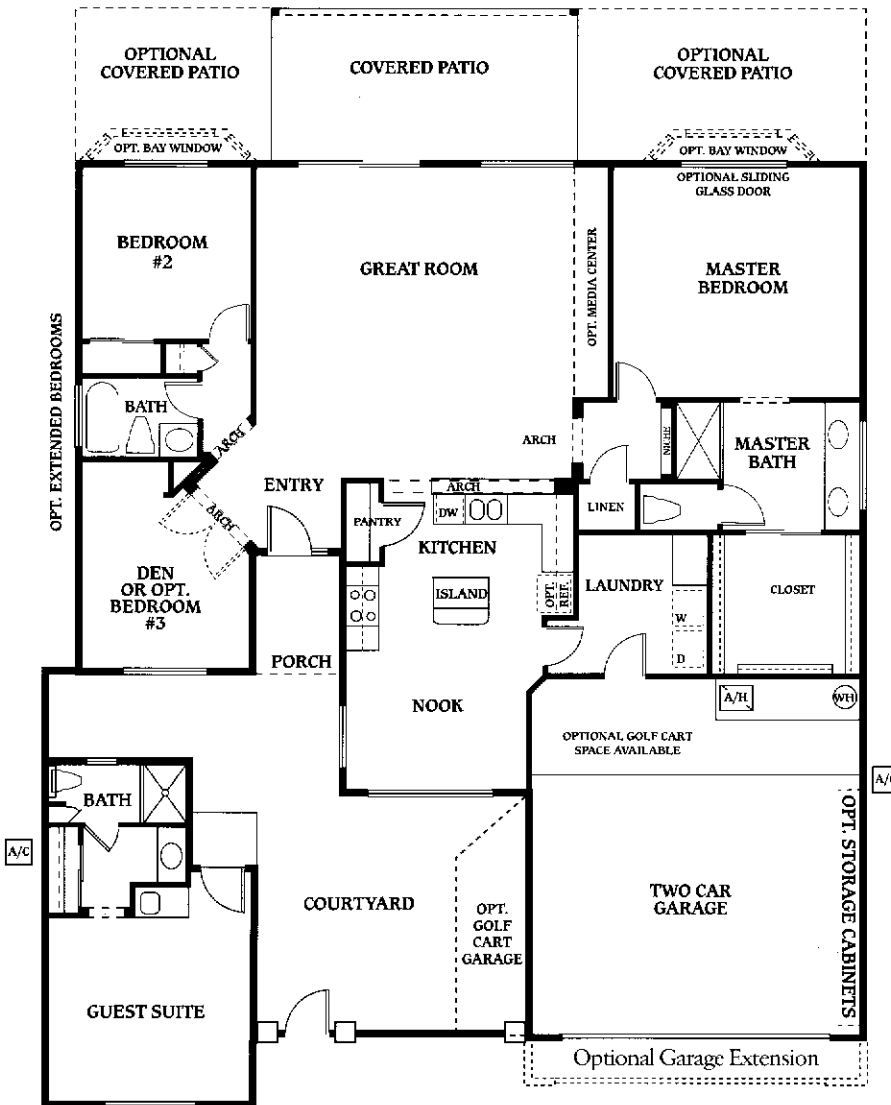 OPTIONAL
COVERED PATIO
COVERED PATIO
OPTIONAL
COVERED PATIO
OPT. BAY WINDOW
OPT. BAY WINDOW
OPTIONAL SLIDING
GLASS DOOR
BEDROOM
#2
GREAT ROOM
OPT. MEDIA CENTER
MASTER
BEDROOM
OPT. EXTENDED BEDROOMS
BATH
ARCH
ARCH
NICHE
MASTER
BATH
ENTRY
ARCH
PANTRY
DW
LINEN
ARCH
KITCHEN
DEN
OR OPT.
BEDROOM
#3
ISLAND
OPT.
REF.
LAUNDRY
CLOSET
W
D
PORCH
NOOK
A/H
WH
OPTIONAL GOLF CART
SPACE AVAILABLE
BATH
A/C
OPT. STORAGE CABINETS
A/C
COURTYARD
OPT.
GOLF
CART
GARAGE
TWO CAR
GARAGE
GUEST SUITE
Optional Garage Extension